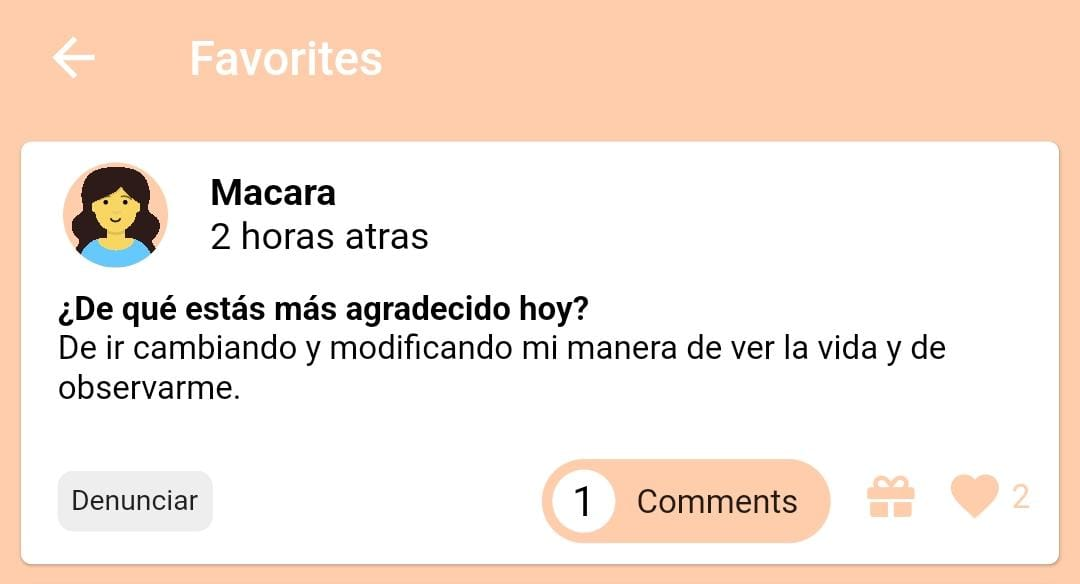 Favorites
Macara
2 horas atras
¿De qué estás más agradecido hoy?
De ir cambiando y modificando mi manera de ver la vida y de
observarme.
Denunciar
1 Comments
2